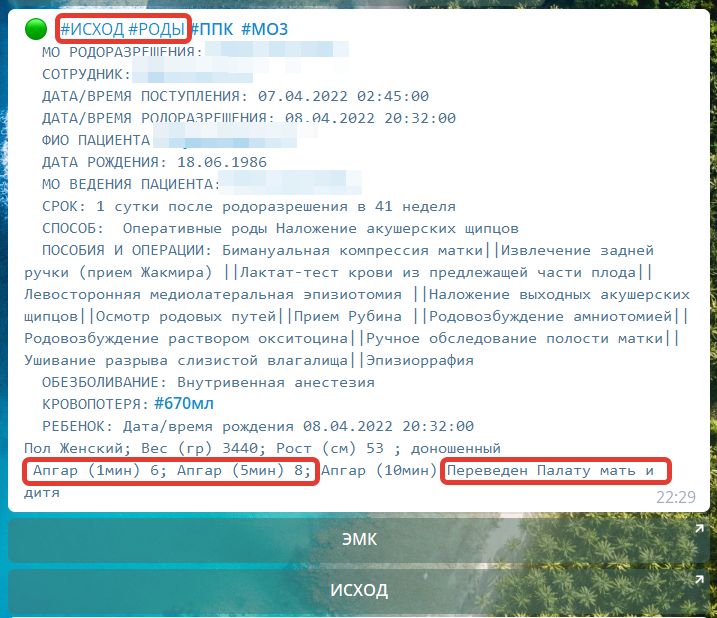 #ИСХОД #РОДЫ #ППК #МОЗ
МО РОДОРАЗРЕШЕНИЯ:
СОТРУДНИК:
ДАТА/ВРЕМЯ ПОСТУПЛЕНИЯ: 07.04.2022 02:45:00
ДАТА/ВРЕМЯ РОДОРАЗРЕШЕНИЯ: 08.04.2022 20:32:00
ФИО ПАЦИЕНТА
ДАТА РОЖДЕНИЯ: 18.06.1986
МО ВЕДЕНИЯ ПАЦИЕНТА:
СРОК: 1 сутки после родоразрешения в 41 неделя
СПОСОБ: Оперативные роды Наложение акушерских щипцов
ПОСОБИЯ И ОПЕРАЦИИ: Бимануальная компрессия матки||Извлечение задней
ручки (прием Жакмира) ||Лактат-тест крови из предлежащей части плода||
Левосторонняя медиолатеральная эпизиотомия ||Наложение выходных акушерских
щипцов||Осмотр родовых путей||Прием Рубина ||Родовозбуждение амниотомией||
Родовозбуждение раствором окситоцина||Ручное обследование полости матки||
Ушивание разрыва слизистой влагалища||Эпизиоррафия
ОБЕЗБОЛИВАНИЕ: Внутривенная анестезия
КРОВОПОТЕРЯ: #670мл
РЕБЕНОК: Дата/время рождения 08.04.2022 20:32:00
Пол Женский; Вес (гр) 3440; Рост (см) 53 ; доношенный
Апгар (1мин) 6; Апгар (5мин) 8; Апгар (10мин) Переведен Палату мать и
дитя
22:29
ЭМК
ИСХОД